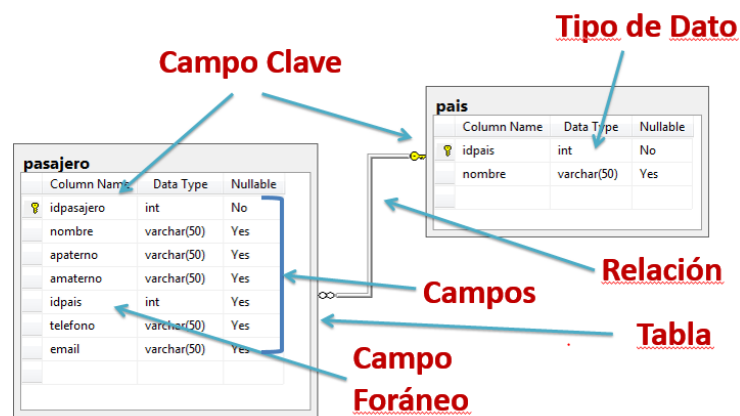 Tipo de Dato
Campo Clave
pais
Column Name Data Type Nullable
idpais int No
nombre varchar(50) Yes
pasajero
Column Name Data Type Nullable
idpasajero int No
nombre varchar(50) Yes
apaterno varchar(50) Yes
amaterno varchar(50) Yes
idpais int Yes
telefono varchar(50) Yes
email varchar(50) Yes
Relación
Campos
Tabla
Campo
Foráneo